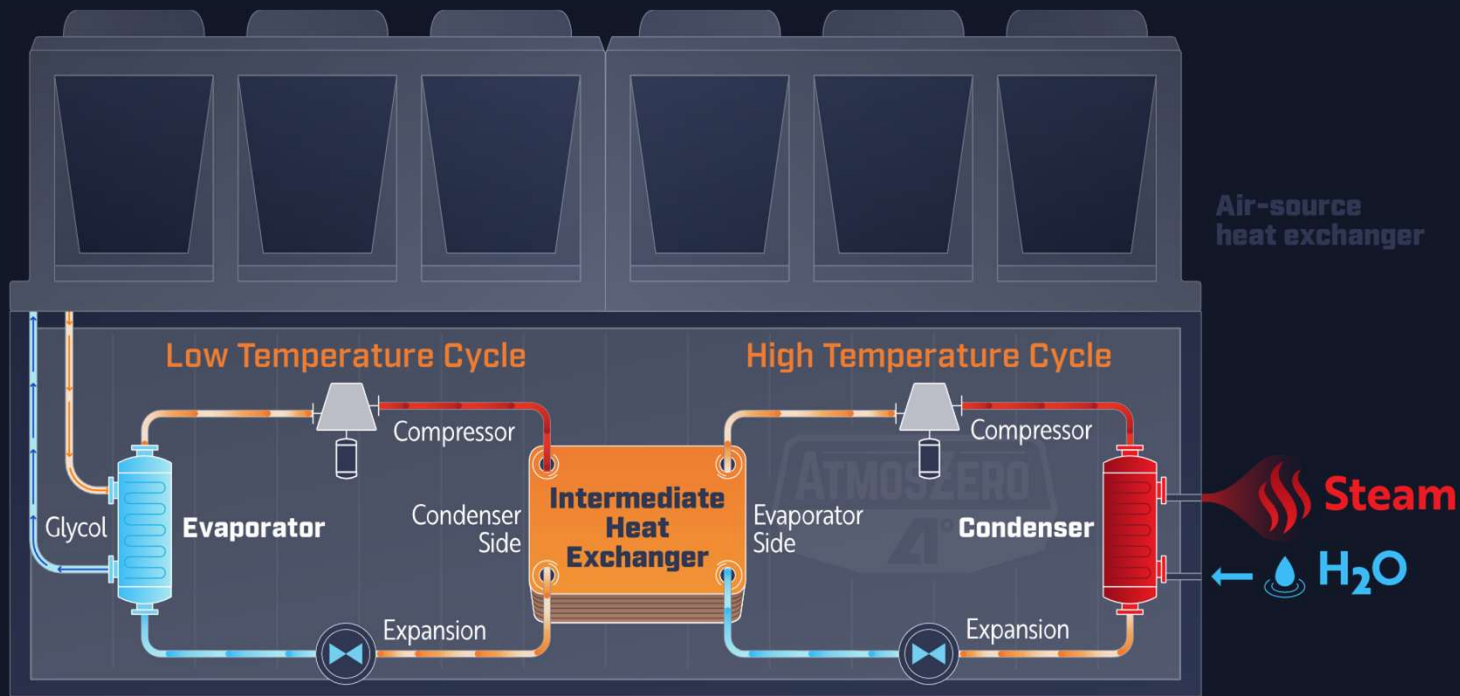 Air-source
heat exchanger
Low Temperature Cycle
High Temperature Cycle
Compressor
Compressor
Glycol
Evaporator
Condenser
Side
Intermediate
Heat
Exchanger
Evaporator
Side
ATMOSZERO
A°
Condenser
Steam
H₂O
Expansion
Expansion